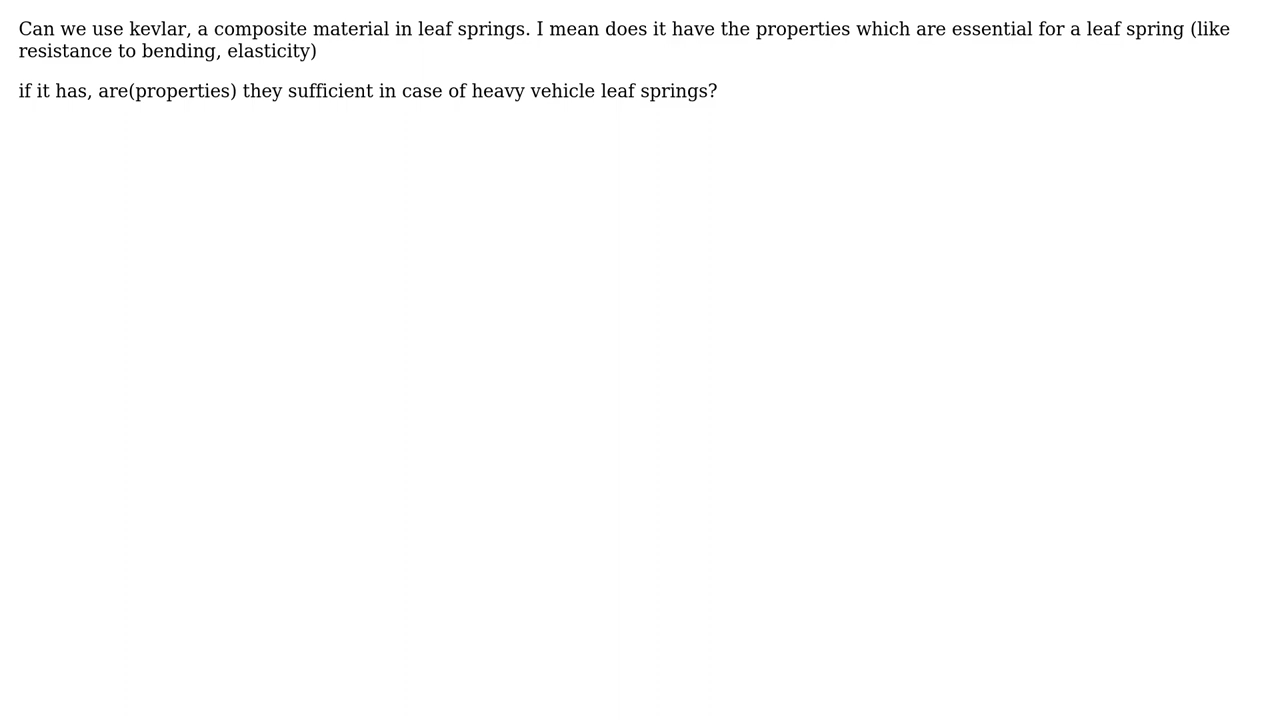 Can we use kevlar, a composite material in leaf springs. I mean does it have the properties which are essential for a leaf spring (like
resistance to bending, elasticity)
if it has, are(properties) they sufficient in case of heavy vehicle leaf springs?